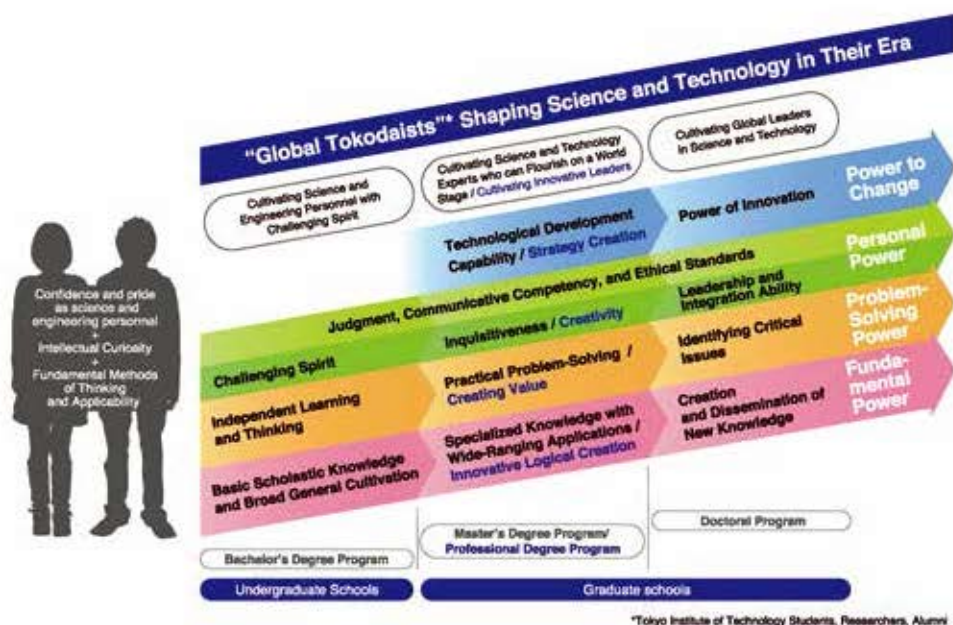 "Global Tokodaists"* Shaping Science and Technology in Their Era
Cultivating Science and
Engineering Personnel with
Challenging Spirit
Cultivating Science and Technology
Experts who can Flourish on a World
Stage / Cultivating Innovative Leaders
Cultivating Global Leaders
in Science and Technology
Technological Development
Capability / Strategy Creation
Power of Innovation
Power to
Change
Judgment, Communicative Competency, and Ethical Standards
Challenging Spirit
Inquisitiveness / Creativity
Leadership and
Integration Ability
Personal
Power
Independent Learning
and Thinking
Practical Problem-Solving /
Creating Value
Identifying Critical
Issues
Problem-
Solving
Power
Basic Scholastic Knowledge
and Broad General Cultivation
Specialized Knowledge with
Wide-Ranging Applications /
Innovative Logical Creation
Creation
and Dissemination of
New Knowledge
Funda-
mental
Power
Confidence and pride
as science and
engineering personnel
+
Intellectual Curiosity
+
Fundamental Methods
of Thinking
and Applicability
Bachelor's Degree Program
Master's Degree Program/
Professional Degree Program
Doctoral Program
Undergraduate Schools
Graduate schools
*Tokyo Institute of Technology Students, Researchers, Alumni